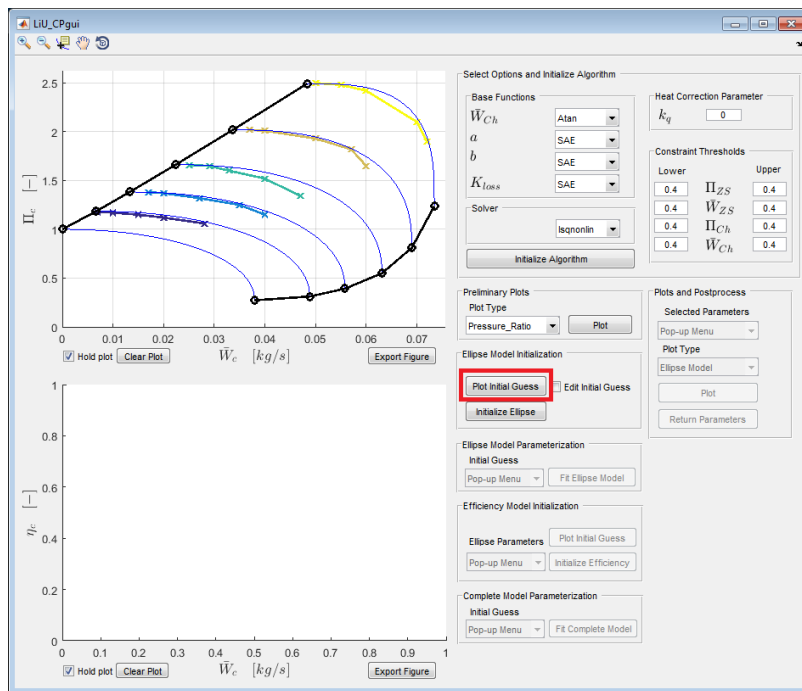 LiU_CPgui
2.5
2
1.5
1
0.5
0
Π_c [−]
0
0.01
0.02
0.03
0.04
0.05
0.06
0.07
Hold plot
Clear Plot
W̄_c [kg/s]
Export Figure
1
0.8
0.6
0.4
0.2
0
η_c [−]
0
0.1
0.2
0.3
0.4
0.5
0.6
0.7
0.8
0.9
1
Hold plot
Clear Plot
W̄_c [kg/s]
Export Figure
Select Options and Initialize Algorithm
Base Functions
W̄_Ch Atan
a SAE
b SAE
K_loss SAE
Solver
lsqnonlin
Initialize Algorithm
Heat Correction Parameter
k_q 0
Constraint Thresholds
Lower Upper
0.4 Π_ZS 0.4
0.4 W̄_ZS 0.4
0.4 Π_Ch 0.4
0.4 W̄_Ch 0.4
Preliminary Plots
Plot Type
Pressure_Ratio Plot
Ellipse Model Initialization
Plot Initial Guess Edit Initial Guess
Initialize Ellipse
Ellipse Model Parameterization
Initial Guess
Pop-up Menu Fit Ellipse Model
Efficiency Model Initialization
Plot Initial Guess
Ellipse Parameters
Pop-up Menu Initialize Efficiency
Complete Model Parameterization
Initial Guess
Pop-up Menu Fit Complete Model
Plots and Postprocess
Selected Parameters
Pop-up Menu
Plot Type
Ellipse Model
Plot
Return Parameters